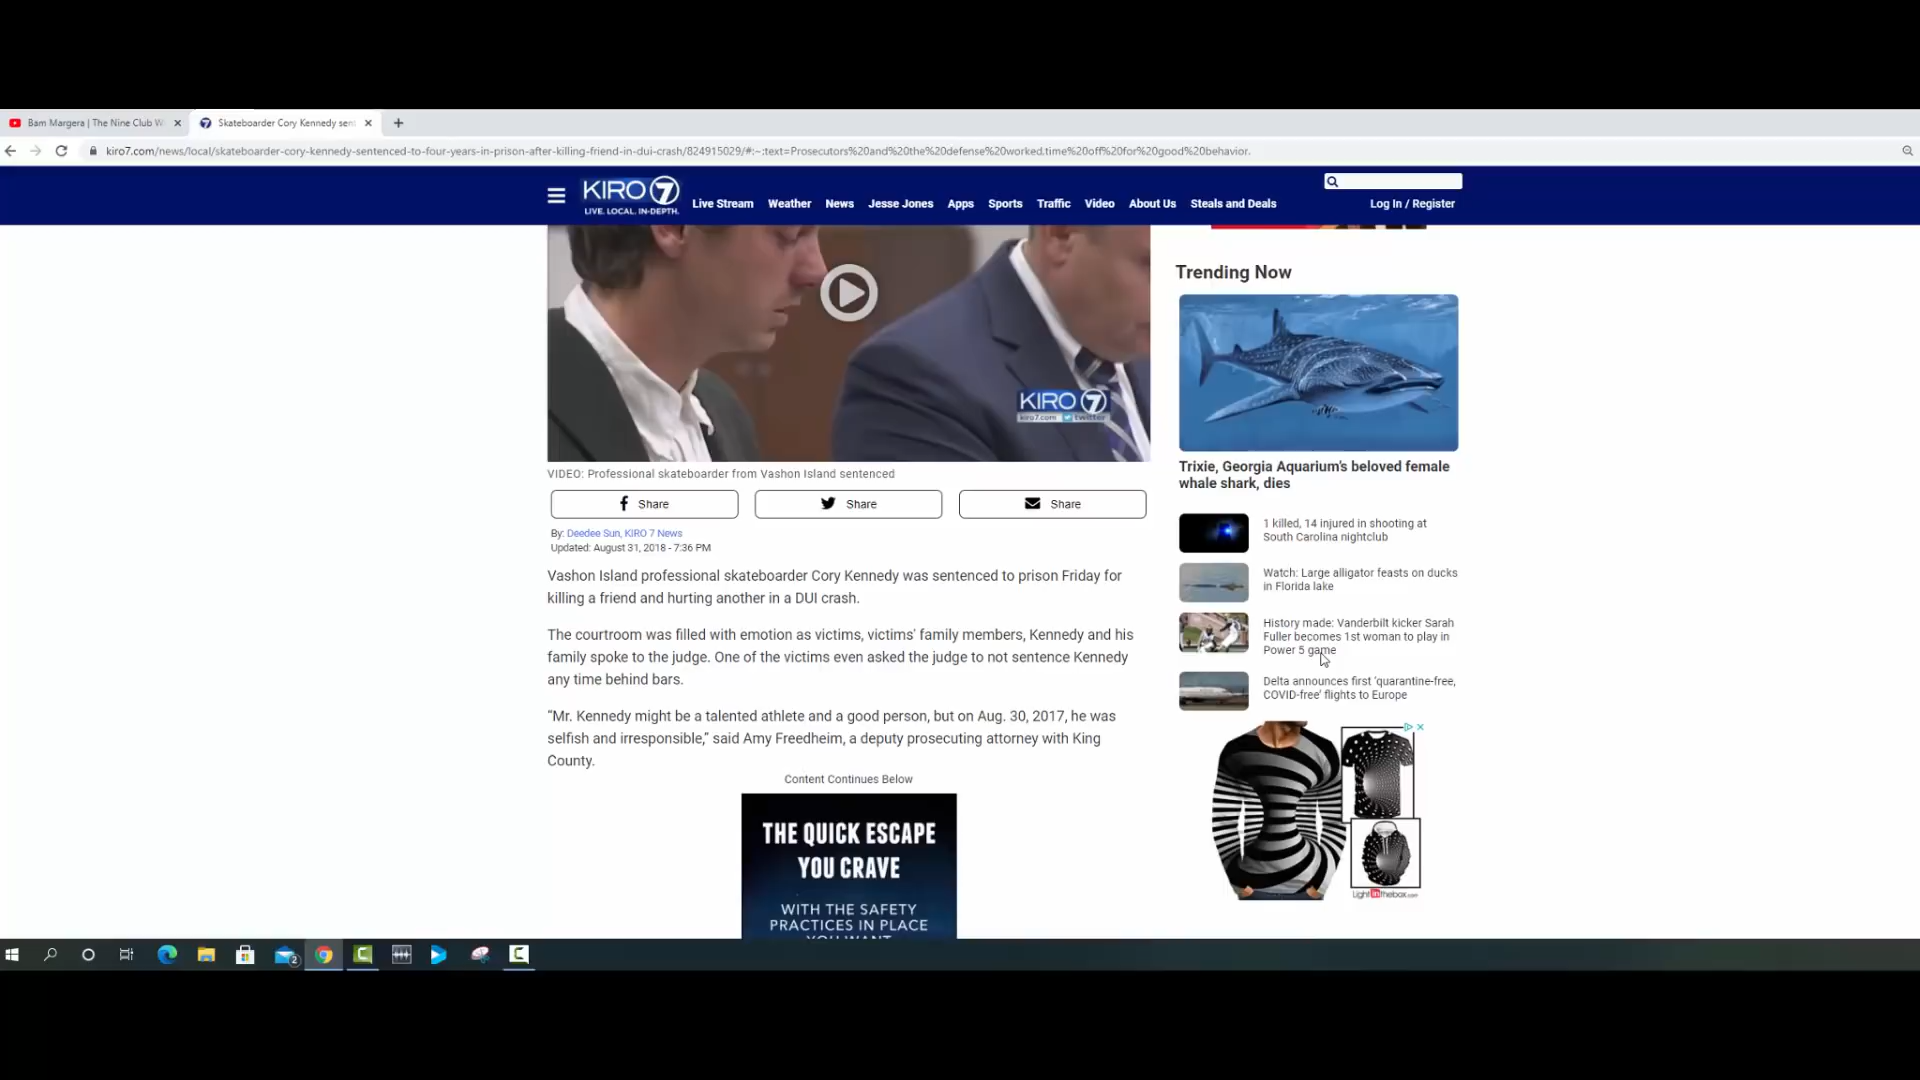 Bam Margera | The Nine Club W
Skateboarder Cory Kennedy sent
kiro7.com/news/local/skateboarder-cory-kennedy-sentenced-to-four-years-in-prison-after-killing-friend-in-dui-crash/824915029/#:~:text=Prosecutors%20and%20the%20defense%20worked,time%20off%20for%20good%20behavior.
KIRO 7
LIVE. LOCAL. IN-DEPTH.
Live Stream Weather News Jesse Jones Apps Sports Traffic Video About Us Steals and Deals
Log In / Register
KIRO 7
kiro7.com twitter
VIDEO: Professional skateboarder from Vashon Island sentenced
Share Share Share
By: Deedee Sun, KIRO 7 News
Updated: August 31, 2018 - 7:36 PM
Vashon Island professional skateboarder Cory Kennedy was sentenced to prison Friday for
killing a friend and hurting another in a DUI crash.
The courtroom was filled with emotion as victims, victims' family members, Kennedy and his
family spoke to the judge. One of the victims even asked the judge to not sentence Kennedy
any time behind bars.
“Mr. Kennedy might be a talented athlete and a good person, but on Aug. 30, 2017, he was
selfish and irresponsible,” said Amy Freedheim, a deputy prosecuting attorney with King
County.
Content Continues Below
THE QUICK ESCAPE
YOU CRAVE
WITH THE SAFETY
PRACTICES IN PLACE
YOU WANT
Trending Now
Trixie, Georgia Aquarium's beloved female
whale shark, dies
1 killed, 14 injured in shooting at
South Carolina nightclub
Watch: Large alligator feasts on ducks
in Florida lake
History made: Vanderbilt kicker Sarah
Fuller becomes 1st woman to play in
Power 5 game
Delta announces first ‘quarantine-free,
COVID-free’ flights to Europe
Lightinthebox.com
2